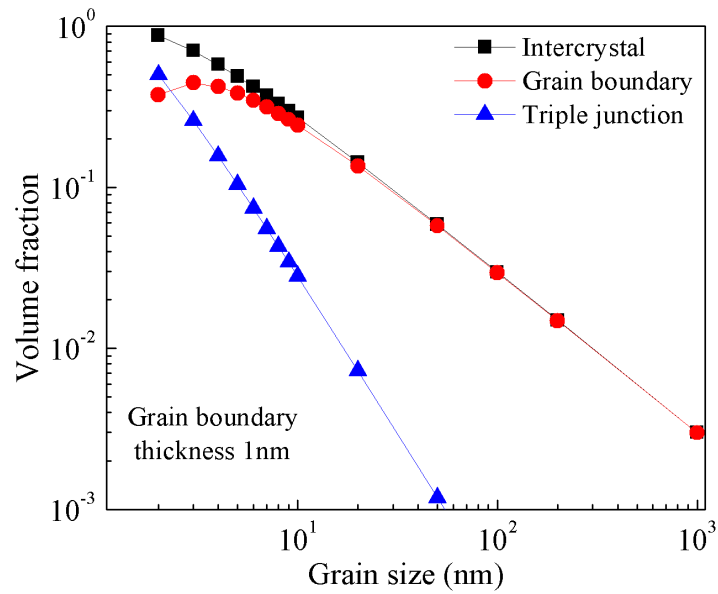 10^0
Intercrystal
Grain boundary
Triple junction
10^-1
Volume fraction
10^-2
Grain boundary
thickness 1nm
10^-3
10^1
10^2
10^3
Grain size (nm)